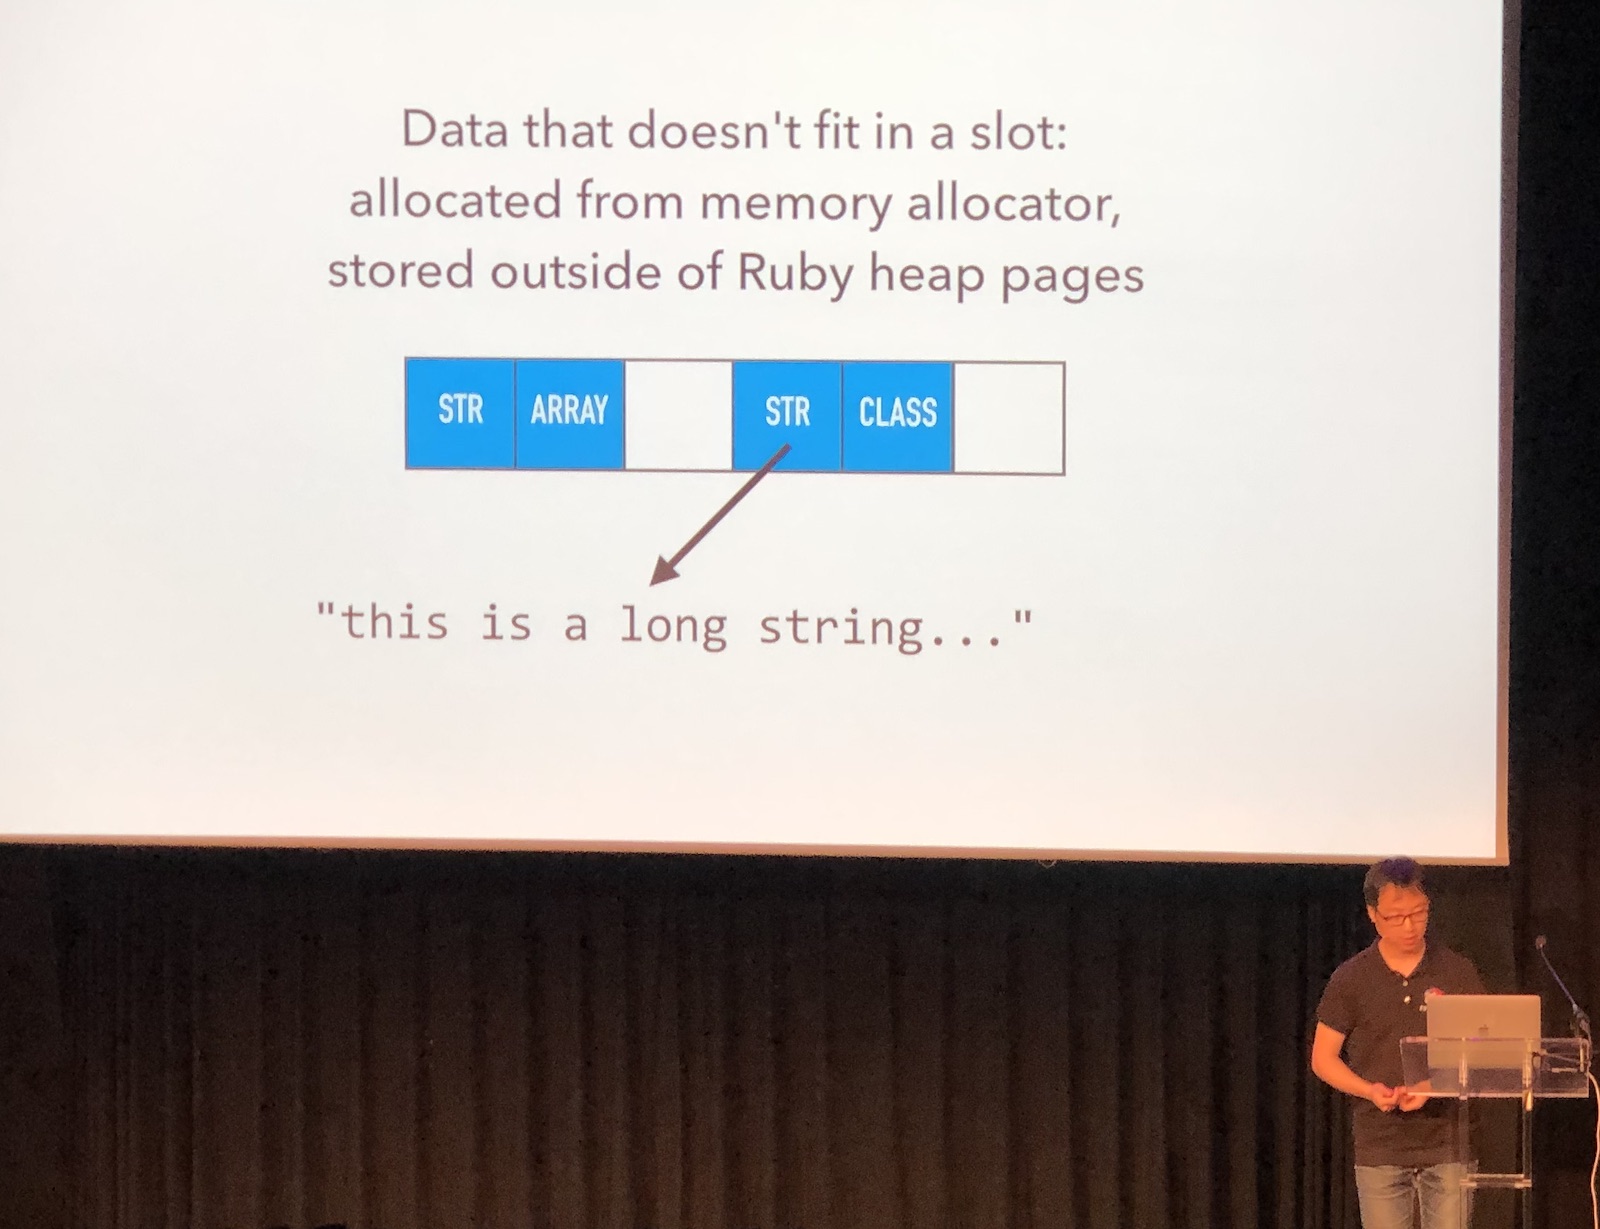 Data that doesn't fit in a slot:
allocated from memory allocator,
stored outside of Ruby heap pages
STR ARRAY STR CLASS
"this is a long string..."